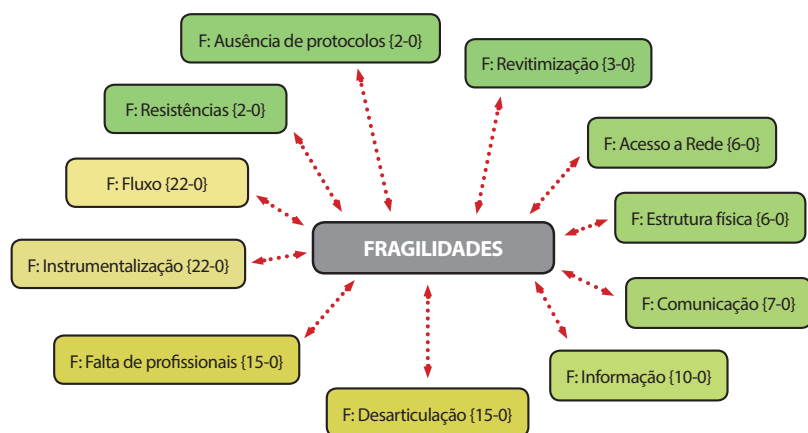 F: Ausência de protocolos {2-0}
F: Revitimização {3-0}
F: Resistências {2-0}
F: Acesso a Rede {6-0}
F: Fluxo {22-0}
F: Estrutura física {6-0}
FRAGILIDADES
F: Instrumentalização {22-0}
F: Comunicação {7-0}
F: Falta de profissionais {15-0}
F: Informação {10-0}
F: Desarticulação {15-0}